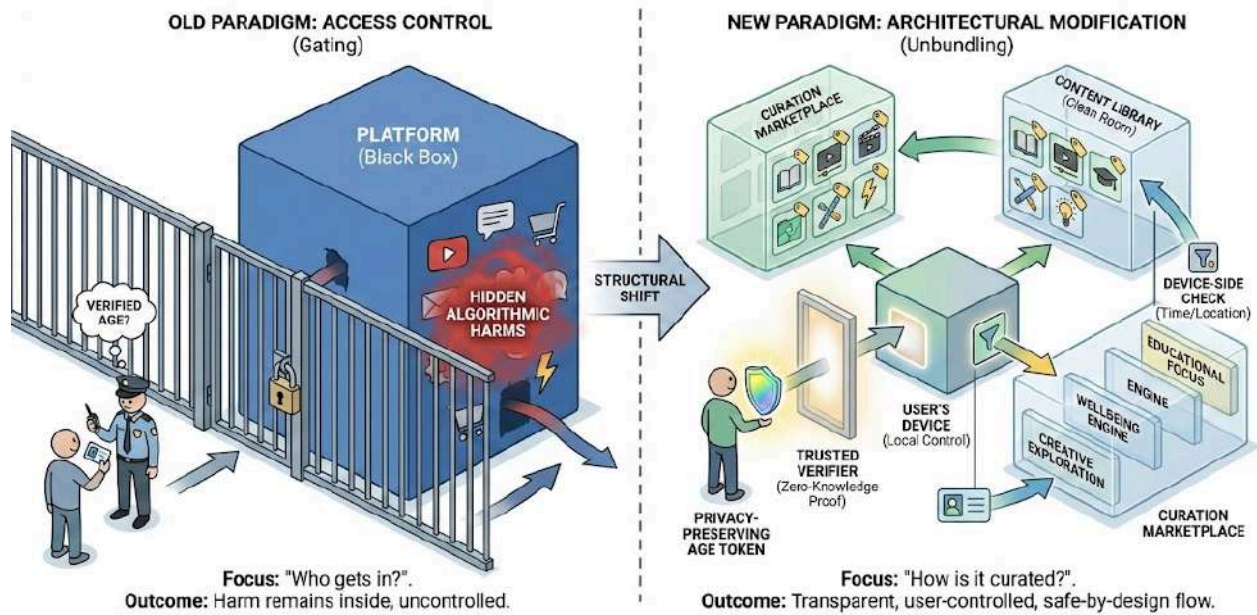 OLD PARADIGM: ACCESS CONTROL
(Gating)
PLATFORM
(Black Box)
VERIFIED
AGE?
HIDDEN
ALGORITHMIC
HARMS
Focus: "Who gets in?".
Outcome: Harm remains inside, uncontrolled.
STRUCTURAL
SHIFT
NEW PARADIGM: ARCHITECTURAL MODIFICATION
(Unbundling)
CURATION
MARKETPLACE
CONTENT LIBRARY
(Clean Room)
DEVICE-SIDE
CHECK
(Time/Location)
USER'S
DEVICE
(Local Control)
TRUSTED
VERIFIER
(Zero-Knowledge
Proof)
PRIVACY-
PRESERVING
AGE TOKEN
EDUCATIONAL
FOCUS
ENGINE
WELLBEING
ENGINE
CREATIVE
EXPLORATION
CURATION
MARKETPLACE
Focus: "How is it curated?".
Outcome: Transparent, user-controlled, safe-by-design flow.